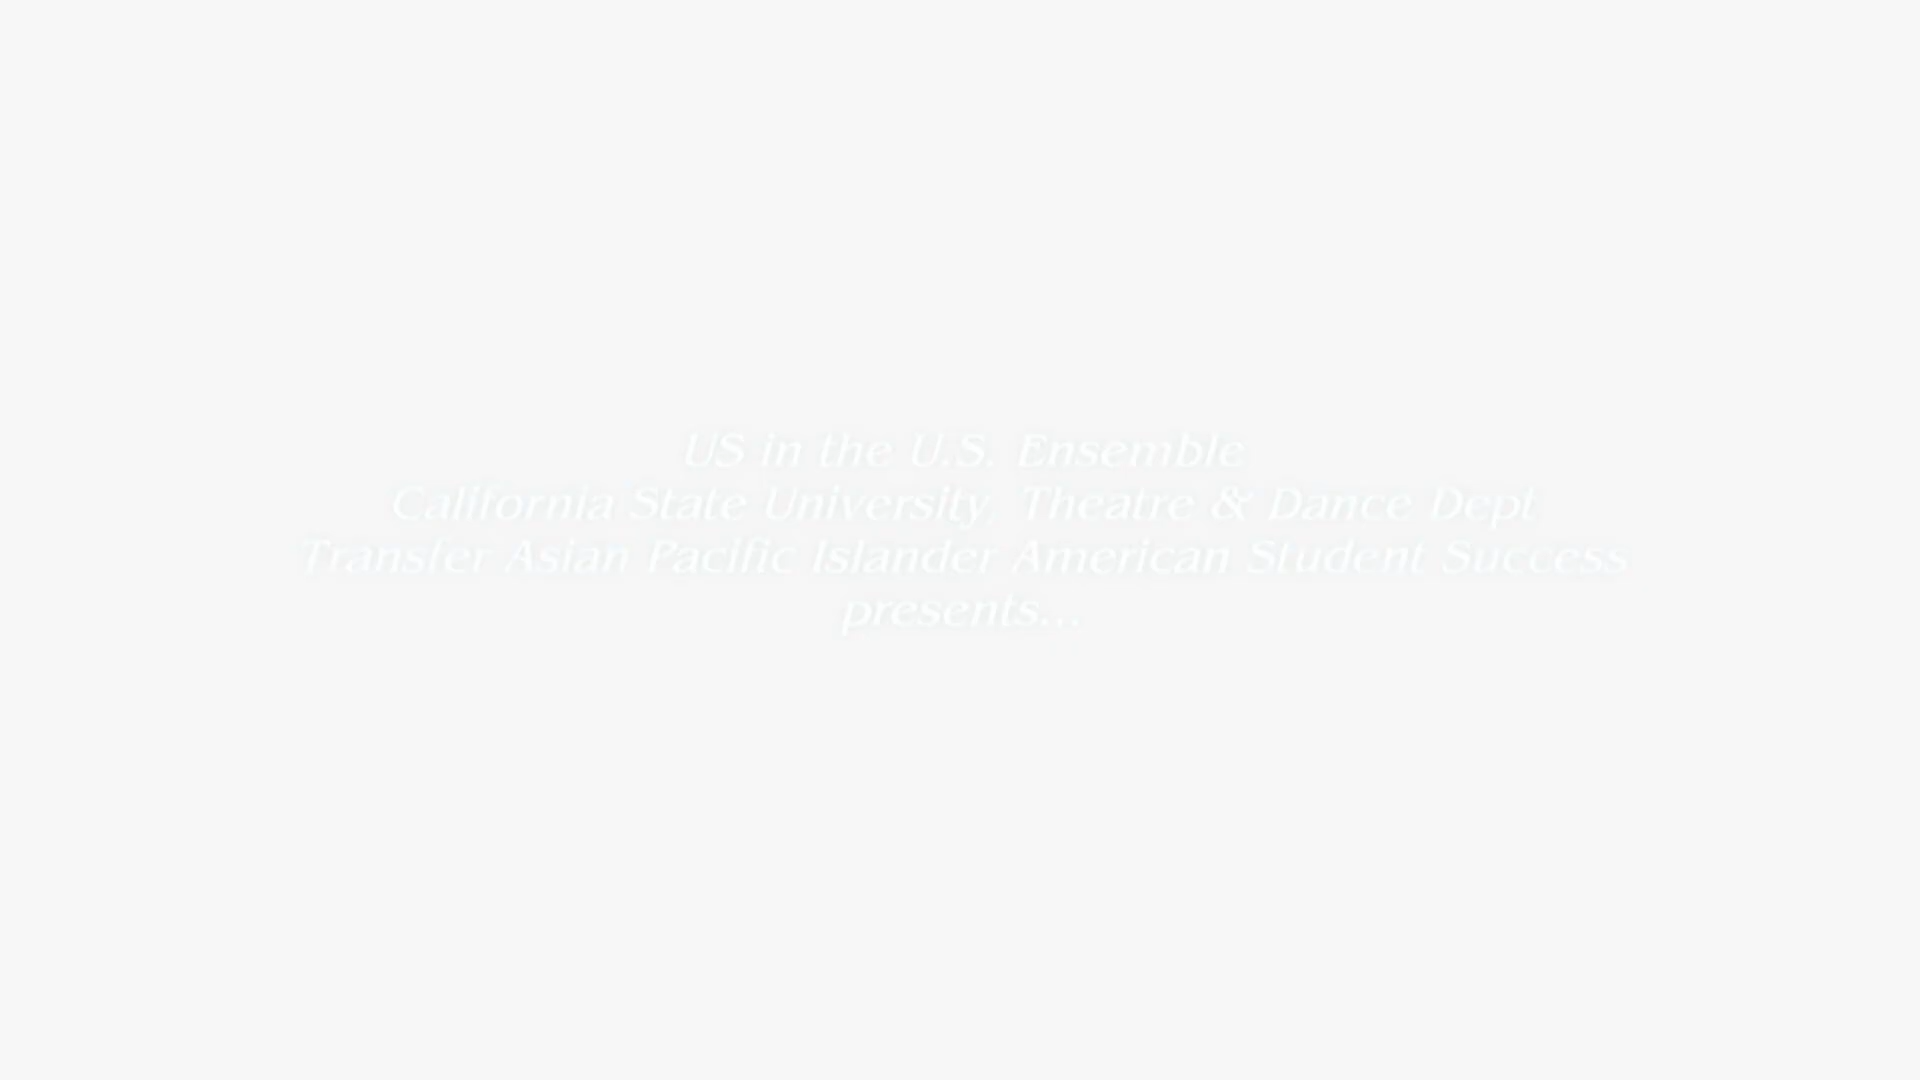 US in the U.S. Ensemble
California State University, Theatre & Dance Dept
Transfer Asian Pacific Islander American Student Success
presents...